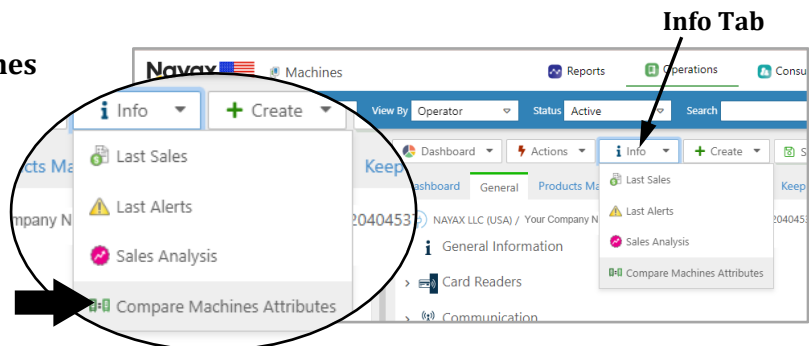 Info Tab
nes
Nayax
Machines
Reports
Operations
Consu
View By Operator
Status Active
Search
Dashboard
Actions
Info
Create
S
ashboard
General
Products Ma
Keep
NAYAX LLC (USA) / Your Company N
204045
General Information
Card Readers
Communication
Last Sales
Last Alerts
Sales Analysis
Compare Machines Attributes
Info
Create
cts Ma
Keep
mpany N
20404537
Last Sales
Last Alerts
Sales Analysis
Compare Machines Attributes